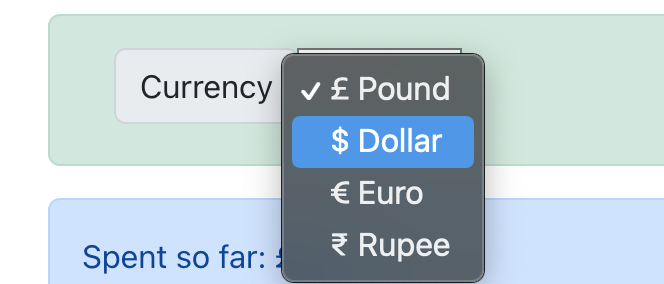 Currency
✓ £ Pound
$ Dollar
€ Euro
₹ Rupee
Spent so far: